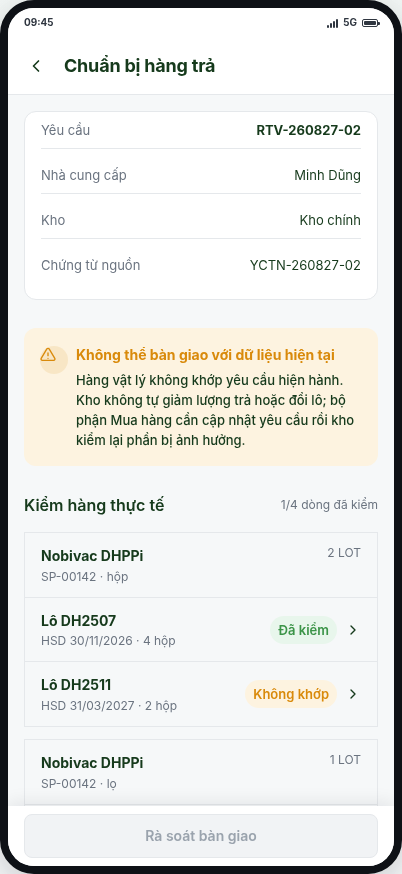 09:45
5G
Chuẩn bị hàng trả
Yêu cầu RTV-260827-02
Nhà cung cấp Minh Dũng
Kho Kho chính
Chứng từ nguồn YCTN-260827-02
Không thể bàn giao với dữ liệu hiện tại
Hàng vật lý không khớp yêu cầu hiện hành.
Kho không tự giảm lượng trả hoặc đổi lô; bộ
phận Mua hàng cần cập nhật yêu cầu rồi kho
kiểm lại phần bị ảnh hưởng.
Kiểm hàng thực tế 1/4 dòng đã kiểm
Nobivac DHPPi 2 LOT
SP-00142 · hộp
Lô DH2507
HSD 30/11/2026 · 4 hộp
Đã kiểm
Lô DH2511
HSD 31/03/2027 · 2 hộp
Không khớp
Nobivac DHPPi 1 LOT
SP-00142 · lọ
Rà soát bàn giao